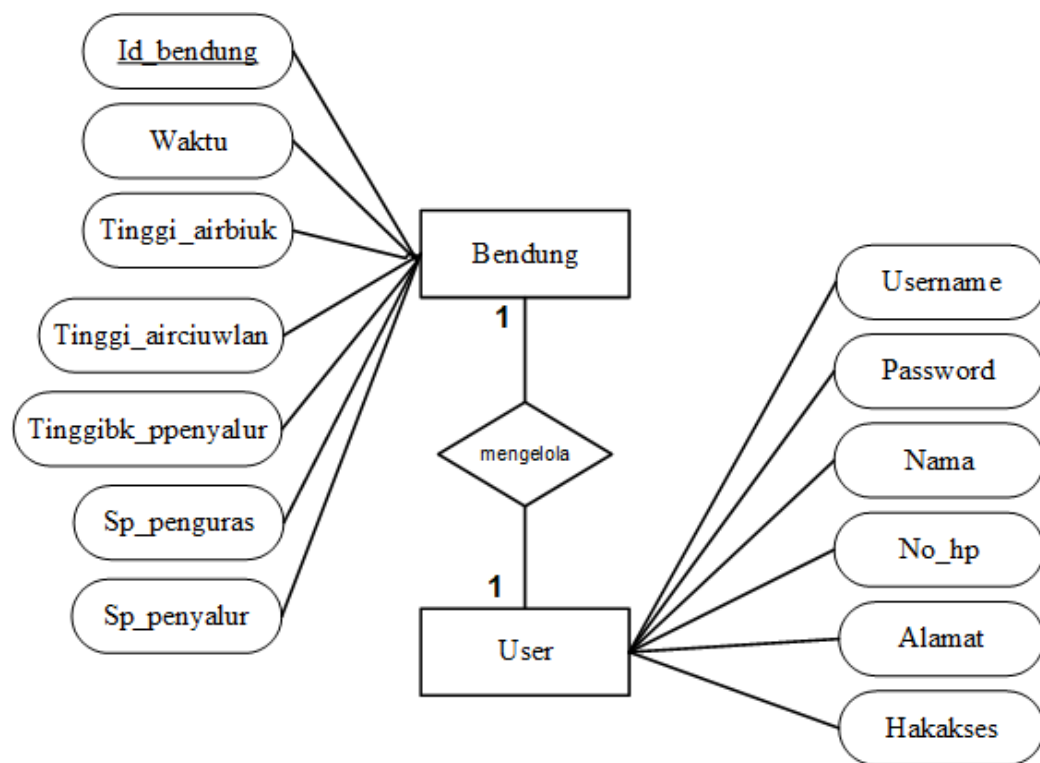 Id_bendung
Waktu
Tinggi_airbiuk
Tinggi_airciuwlan
Tinggibk_ppenyalur
Sp_penguras
Sp_penyalur
Bendung
1
mengelola
1
User
Username
Password
Nama
No_hp
Alamat
Hakakses